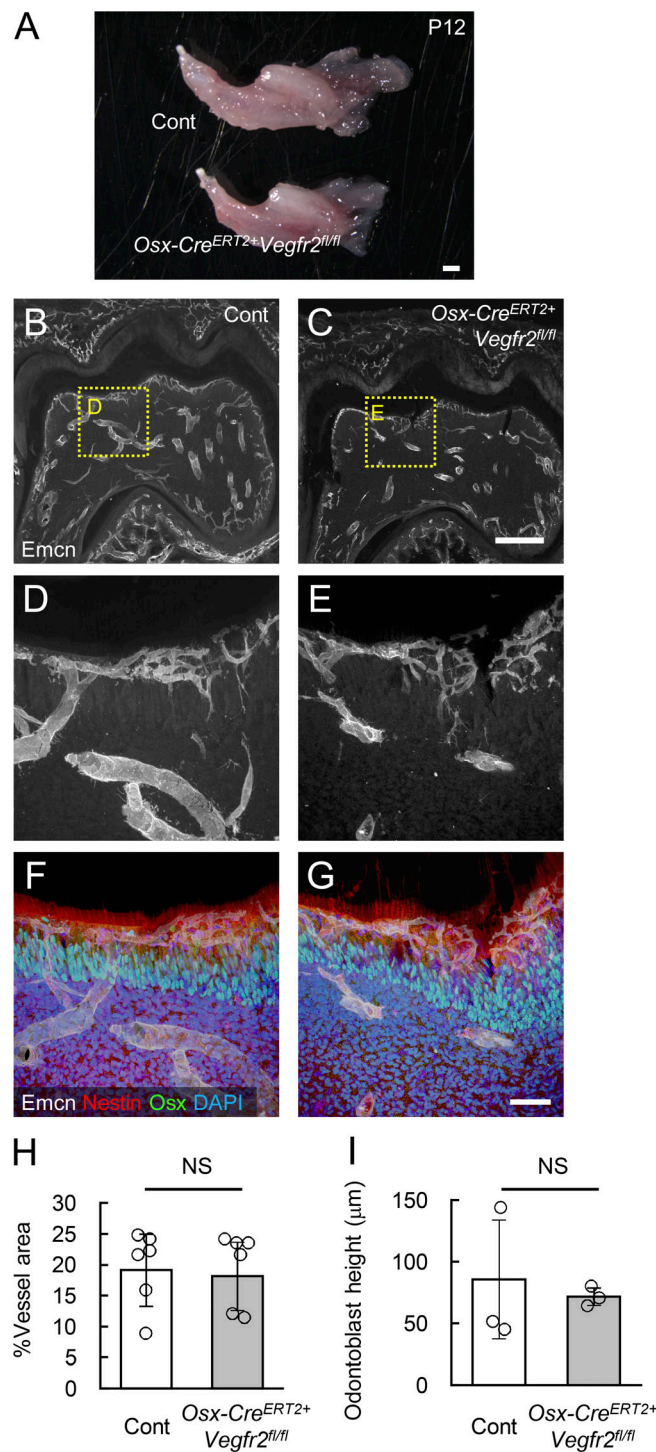 A
P12
Cont
Osx-CreERT2+Vegfr2fl/fl
B
Cont
D
Emcn
C
Osx-CreERT2+
Vegfr2fl/fl
E
D
E
F
Emcn Nestin Osx DAPI
G
H
NS
%Vessel area
30
25
20
15
10
5
0
Cont
Osx-CreERT2+
Vegfr2fl/fl
I
NS
Odontoblast height (μm)
150
100
50
0
Cont
Osx-CreERT2+
Vegfr2fl/fl